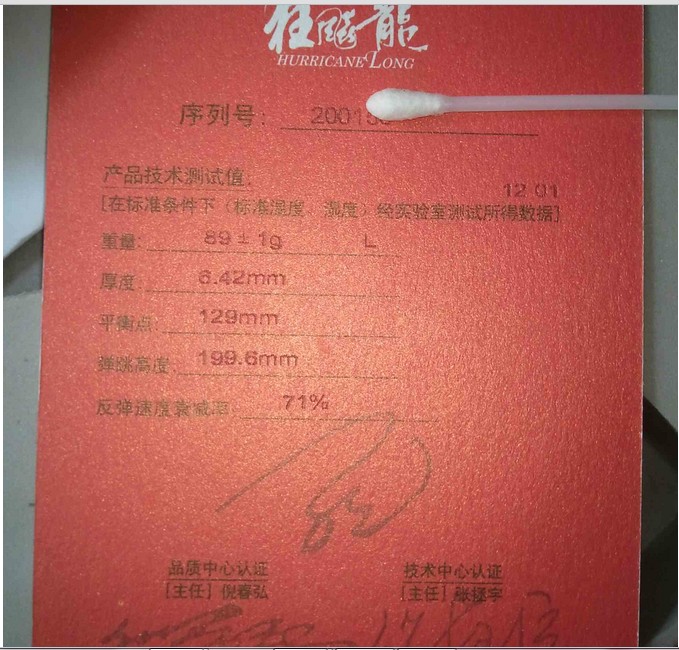 狂飚龍
HURRICANE LONG
序列号： 2001
12 01
产品技术测试值：
[在标准条件下（标准湿度、温度）经实验室测试所得数据]
重量： 89±1g L
厚度： 6.42mm
平衡点： 129mm
弹跳高度： 199.6mm
反弹速度衰减率： 71%
品质中心认证 技术中心认证
[主任] 倪春弘 [主任] 张择宇